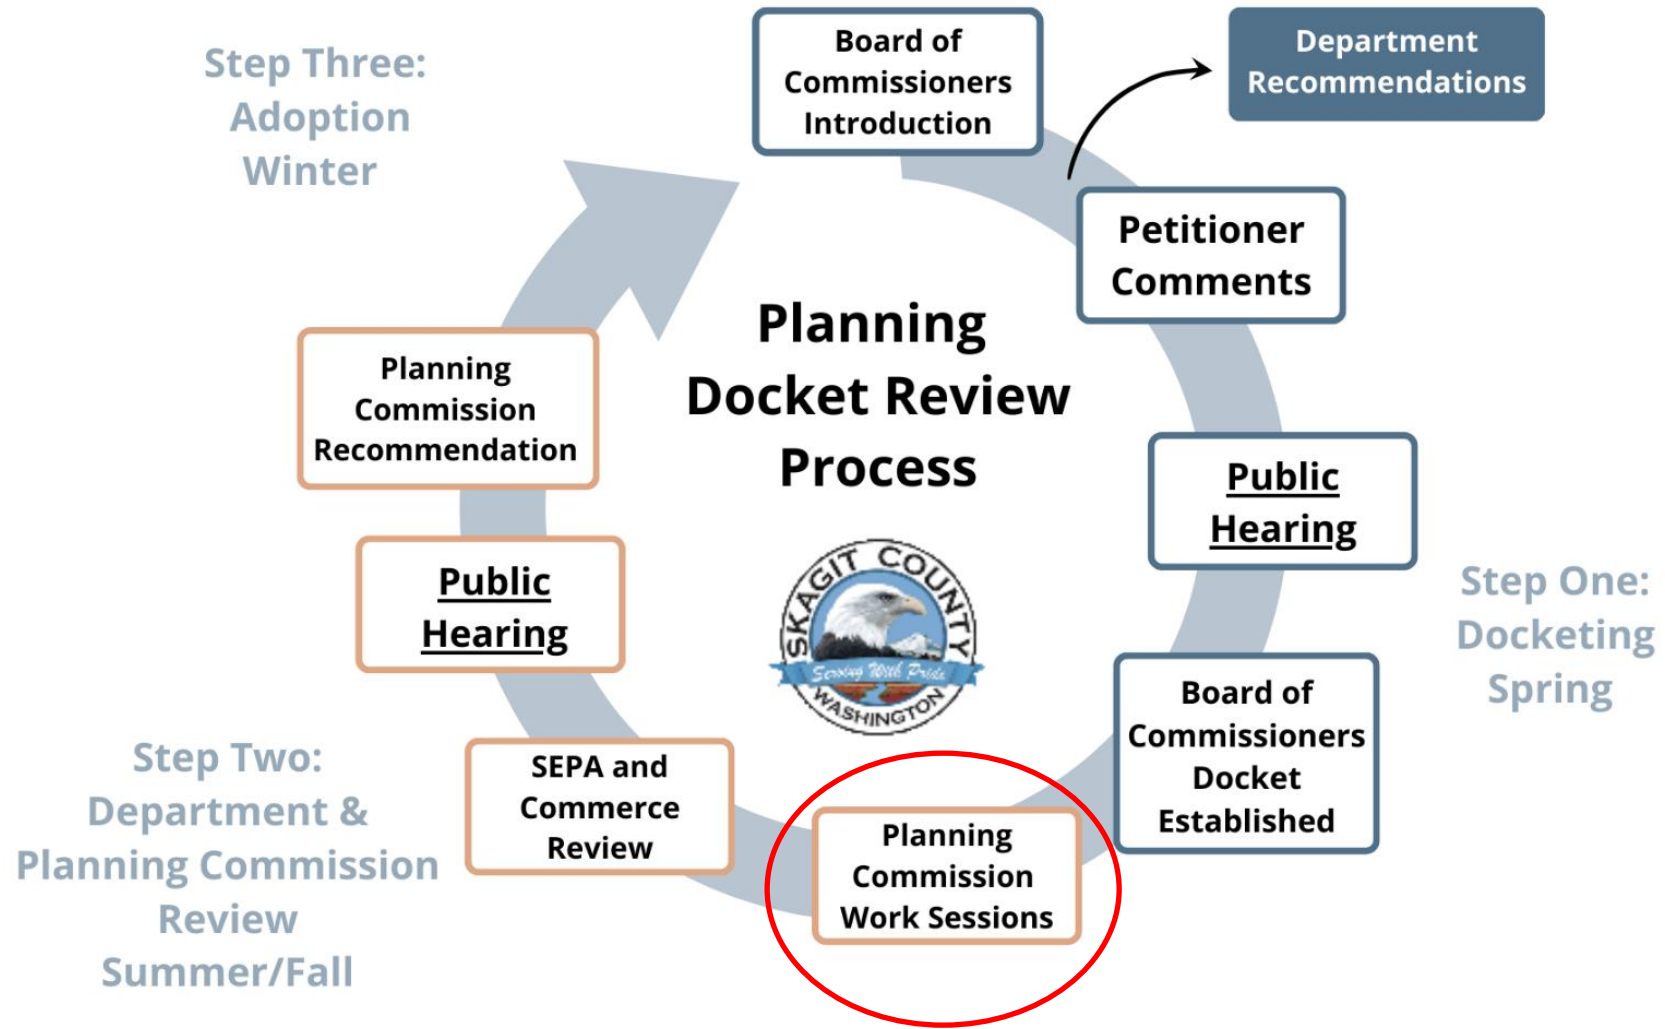 Step Three:
Adoption
Winter
Board of
Commissioners
Introduction
Department
Recommendations
Petitioner
Comments
Planning
Docket Review
Process
Public
Hearing
Step One:
Docketing
Spring
Board of
Commissioners
Docket
Established
Planning
Commission
Work Sessions
SEPA and
Commerce
Review
Step Two:
Department &
Planning Commission
Review
Summer/Fall
Public
Hearing
Planning
Commission
Recommendation
SKAGIT COUNTY
Serving With Pride
WASHINGTON